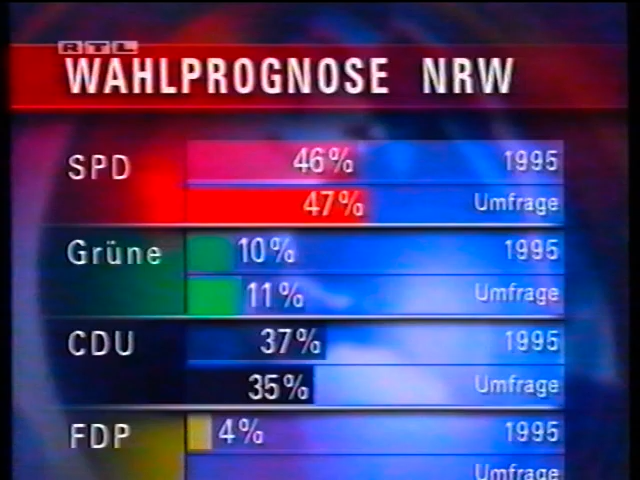 RTL
WAHLPROGNOSE NRW
SPD
46% 1995
47% Umfrage
Grüne
10% 1995
11% Umfrage
CDU
37% 1995
35% Umfrage
FDP
4% 1995
Umfrage